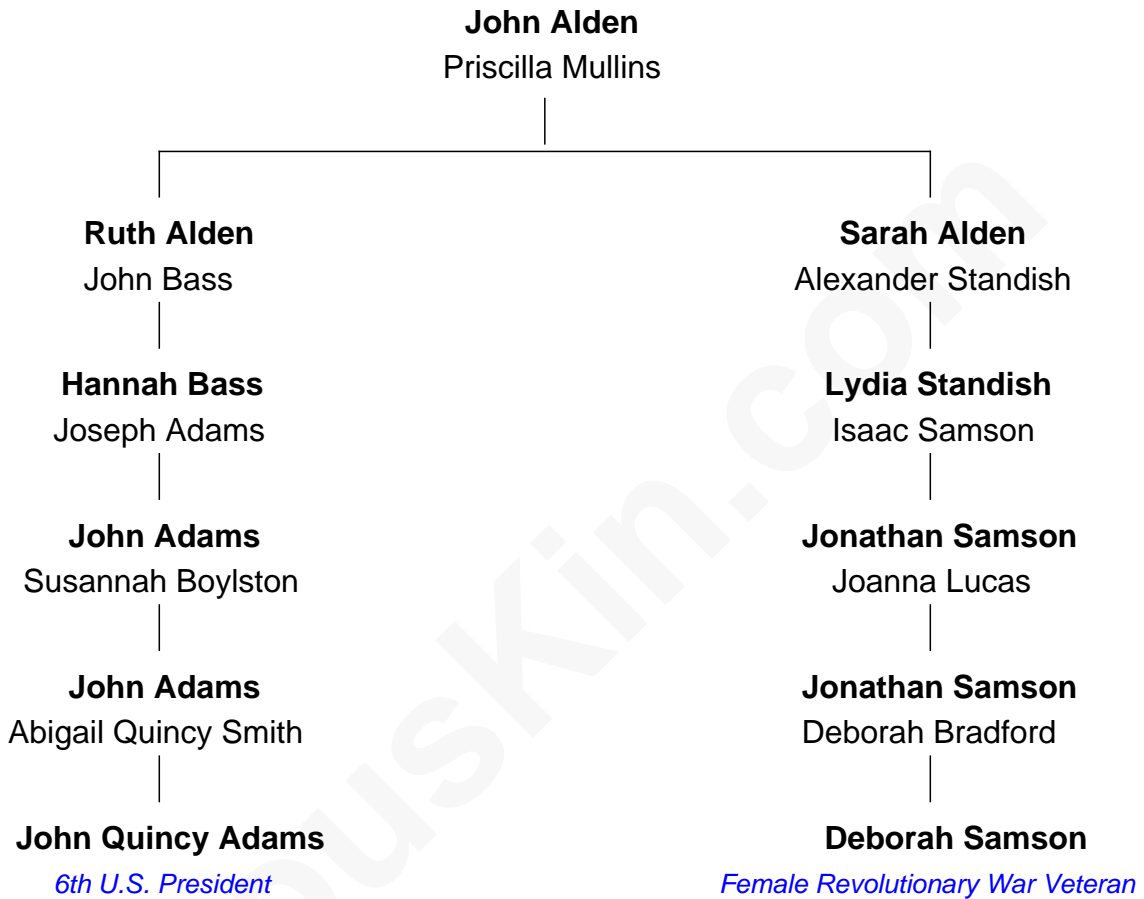 John Alden
Priscilla Mullins
Ruth Alden
John Bass
Sarah Alden
Alexander Standish
Hannah Bass
Joseph Adams
Lydia Standish
Isaac Samson
John Adams
Susannah Boylston
Jonathan Samson
Joanna Lucas
John Adams
Abigail Quincy Smith
Jonathan Samson
Deborah Bradford
John Quincy Adams
6th U.S. President
Deborah Samson
Female Revolutionary War Veteran
ouskin.com